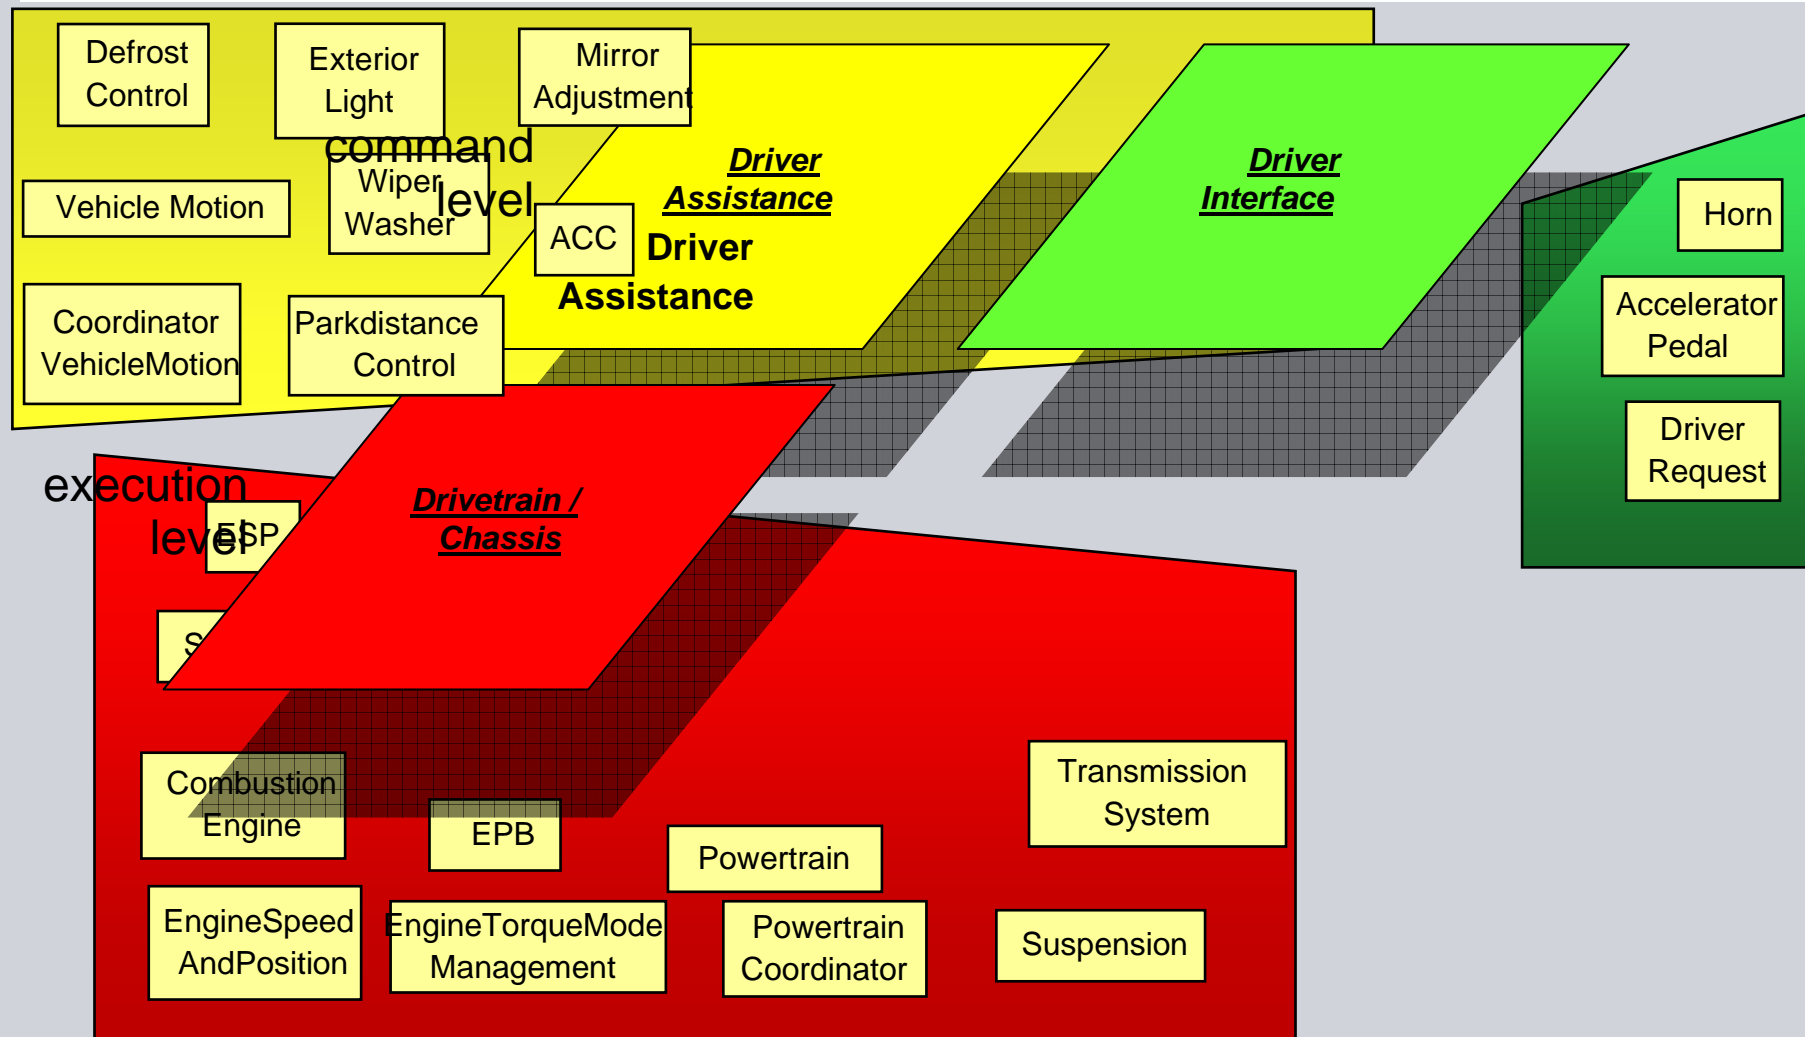 Defrost
Control
Exterior
Light
Mirror
Adjustment
command
level
Vehicle Motion
Wiper
Washer
ACC
Driver
Assistance
Driver
Assistance
Driver
Interface
Coordinator
VehicleMotion
Parkdistance
Control
Horn
Accelerator
Pedal
Driver
Request
execution
level
ESP
Drivetrain /
Chassis
Combustion
Engine
EPB
Powertrain
Transmission
System
EngineSpeed
AndPosition
EngineTorqueMode
Management
Powertrain
Coordinator
Suspension